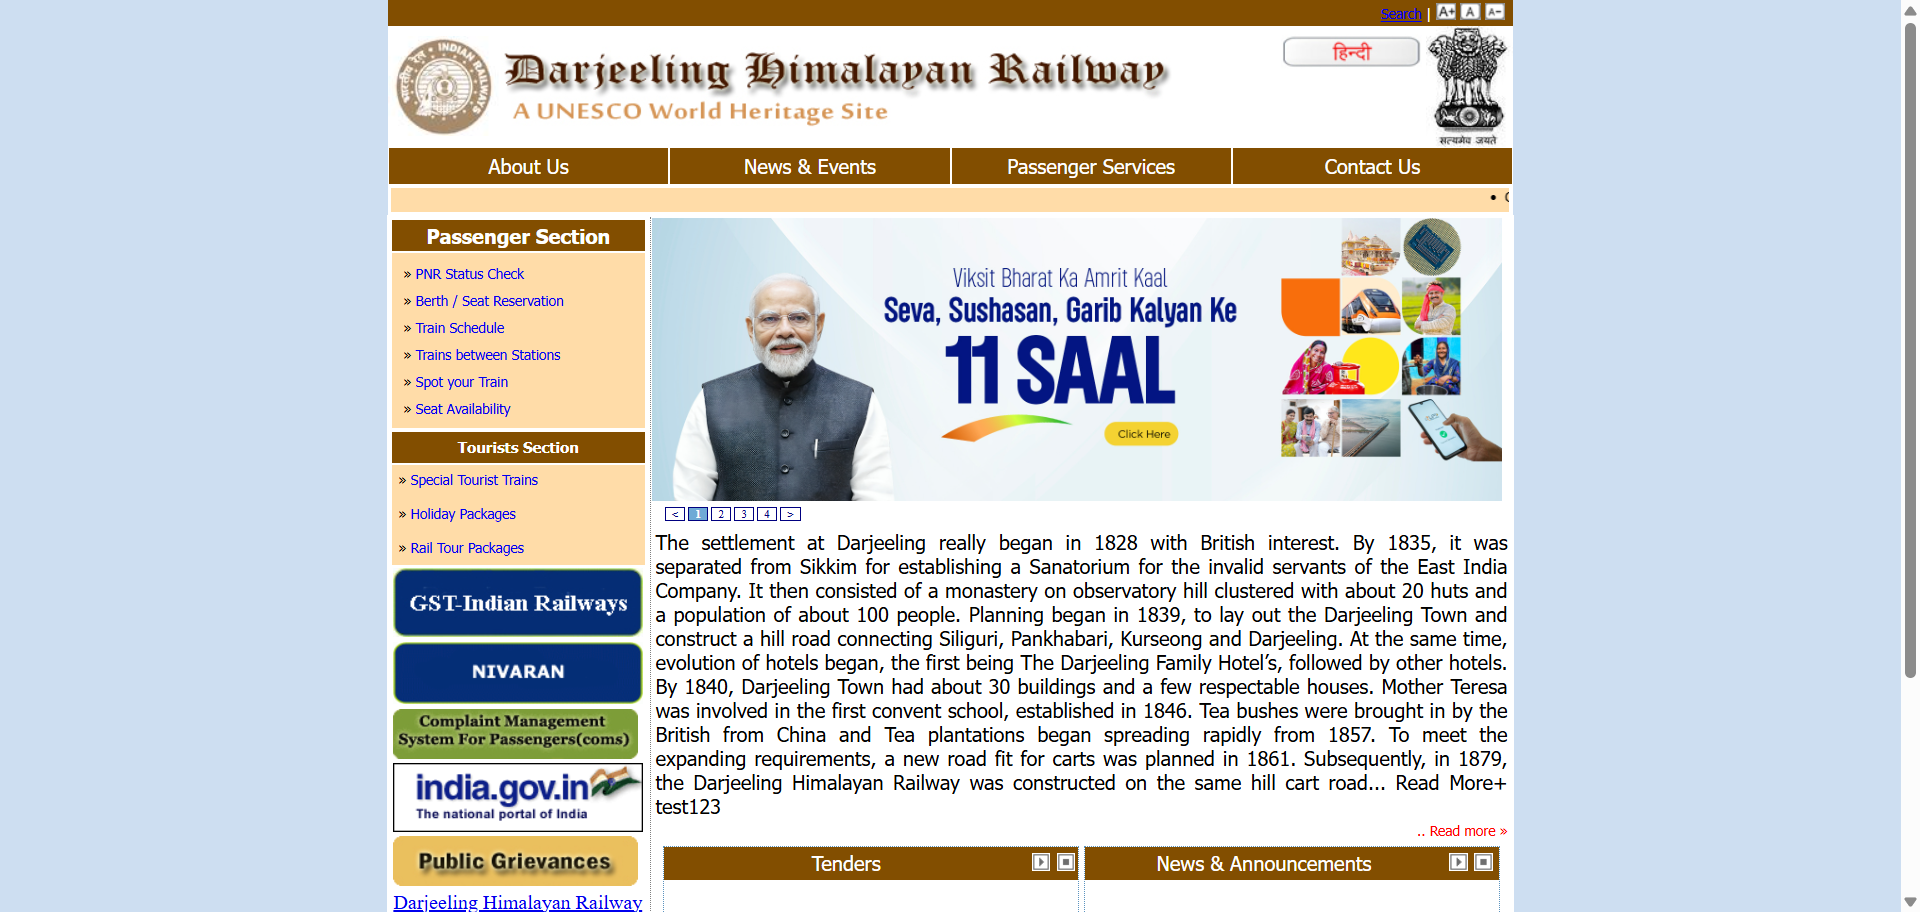 Search | A+ A A-
INDIAN RAILWAYS
भारतीय रेल
Darjeeling Himalayan Railway
A UNESCO World Heritage Site
हिन्दी
सत्यमेव जयते
About Us
News & Events
Passenger Services
Contact Us
Passenger Section
» PNR Status Check
» Berth / Seat Reservation
» Train Schedule
» Trains between Stations
» Spot your Train
» Seat Availability
Tourists Section
» Special Tourist Trains
» Holiday Packages
» Rail Tour Packages
GST-Indian Railways
NIVARAN
Complaint Management
System For Passengers(coms)
india.gov.in
The national portal of India
Public Grievances
Darjeeling Himalayan Railway
Viksit Bharat Ka Amrit Kaal
Seva, Sushasan, Garib Kalyan Ke
11 SAAL
Click Here
< 1 2 3 4 >
The settlement at Darjeeling really began in 1828 with British interest. By 1835, it was
separated from Sikkim for establishing a Sanatorium for the invalid servants of the East India
Company. It then consisted of a monastery on observatory hill clustered with about 20 huts and
a population of about 100 people. Planning began in 1839, to lay out the Darjeeling Town and
construct a hill road connecting Siliguri, Pankhabari, Kurseong and Darjeeling. At the same time,
evolution of hotels began, the first being The Darjeeling Family Hotel’s, followed by other hotels.
By 1840, Darjeeling Town had about 30 buildings and a few respectable houses. Mother Teresa
was involved in the first convent school, established in 1846. Tea bushes were brought in by the
British from China and Tea plantations began spreading rapidly from 1857. To meet the
expanding requirements, a new road fit for carts was planned in 1861. Subsequently, in 1879,
the Darjeeling Himalayan Railway was constructed on the same hill cart road... Read More+
test123
.. Read more »
Tenders
News & Announcements